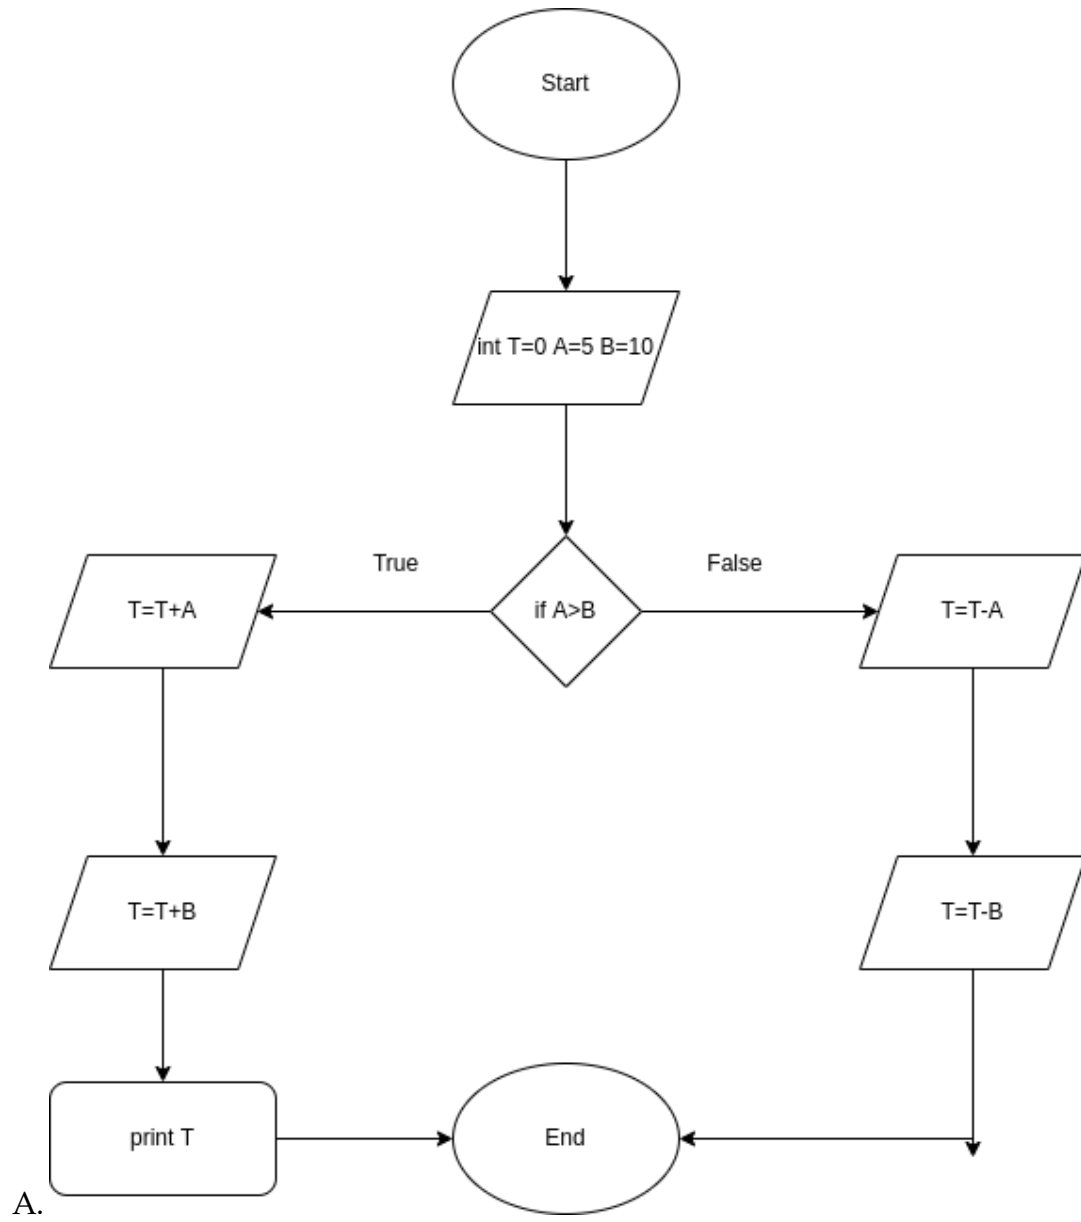 Start
int T=0 A=5 B=10
True
False
T=T+A
if A>B
T=T-A
T=T+B
T=T-B
print T
End
A.